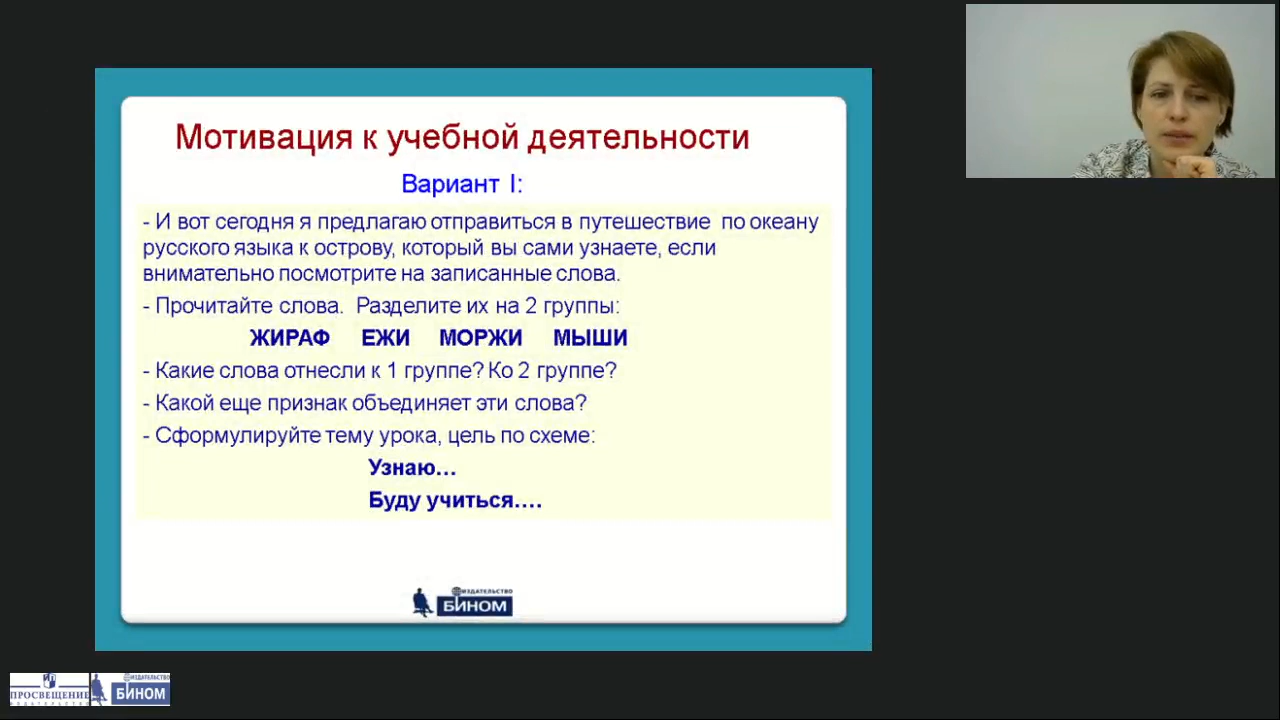 Мотивация к учебной деятельности
Вариант I:
- И вот сегодня я предлагаю отправиться в путешествие по океану
русского языка к острову, который вы сами узнаете, если
внимательно посмотрите на записанные слова.
- Прочитайте слова. Разделите их на 2 группы:
ЖИРАФ ЕЖИ МОРЖИ МЫШИ
- Какие слова отнесли к 1 группе? Ко 2 группе?
- Какой еще признак объединяет эти слова?
- Сформулируйте тему урока, цель по схеме:
Узнаю…
Буду учиться….
ИЗДАТЕЛЬСТВО
БИНОМ
ПРОСВЕЩЕНИЕ
ИЗДАТЕЛЬСТВО
ИЗДАТЕЛЬСТВО
БИНОМ